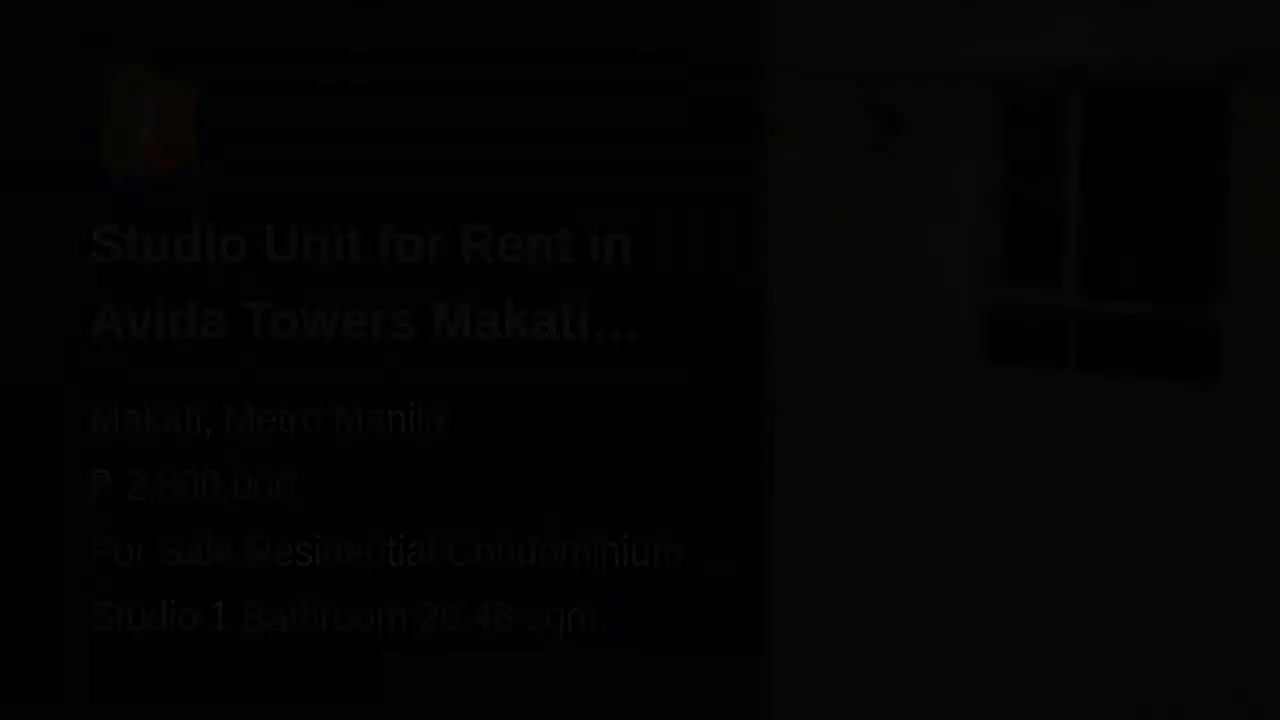 Studio Unit for Rent in
Avida Towers Makati...
Makati, Metro Manila
₱ 2,800,000
For Sale Residential Condominium
Studio 1 Bathroom 20.48 sqm.